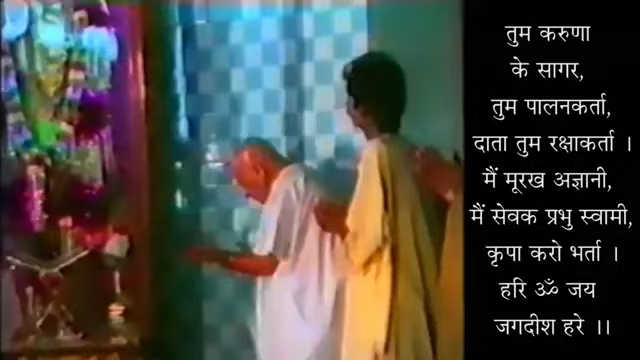 तुम करुणा
के सागर,
तुम पालनकर्ता,
दाता तुम रक्षाकर्ता ।
मैं मूरख अज्ञानी,
मैं सेवक प्रभु स्वामी,
कृपा करो भर्ता ।
हरि ॐ जय
जगदीश हरे ।।